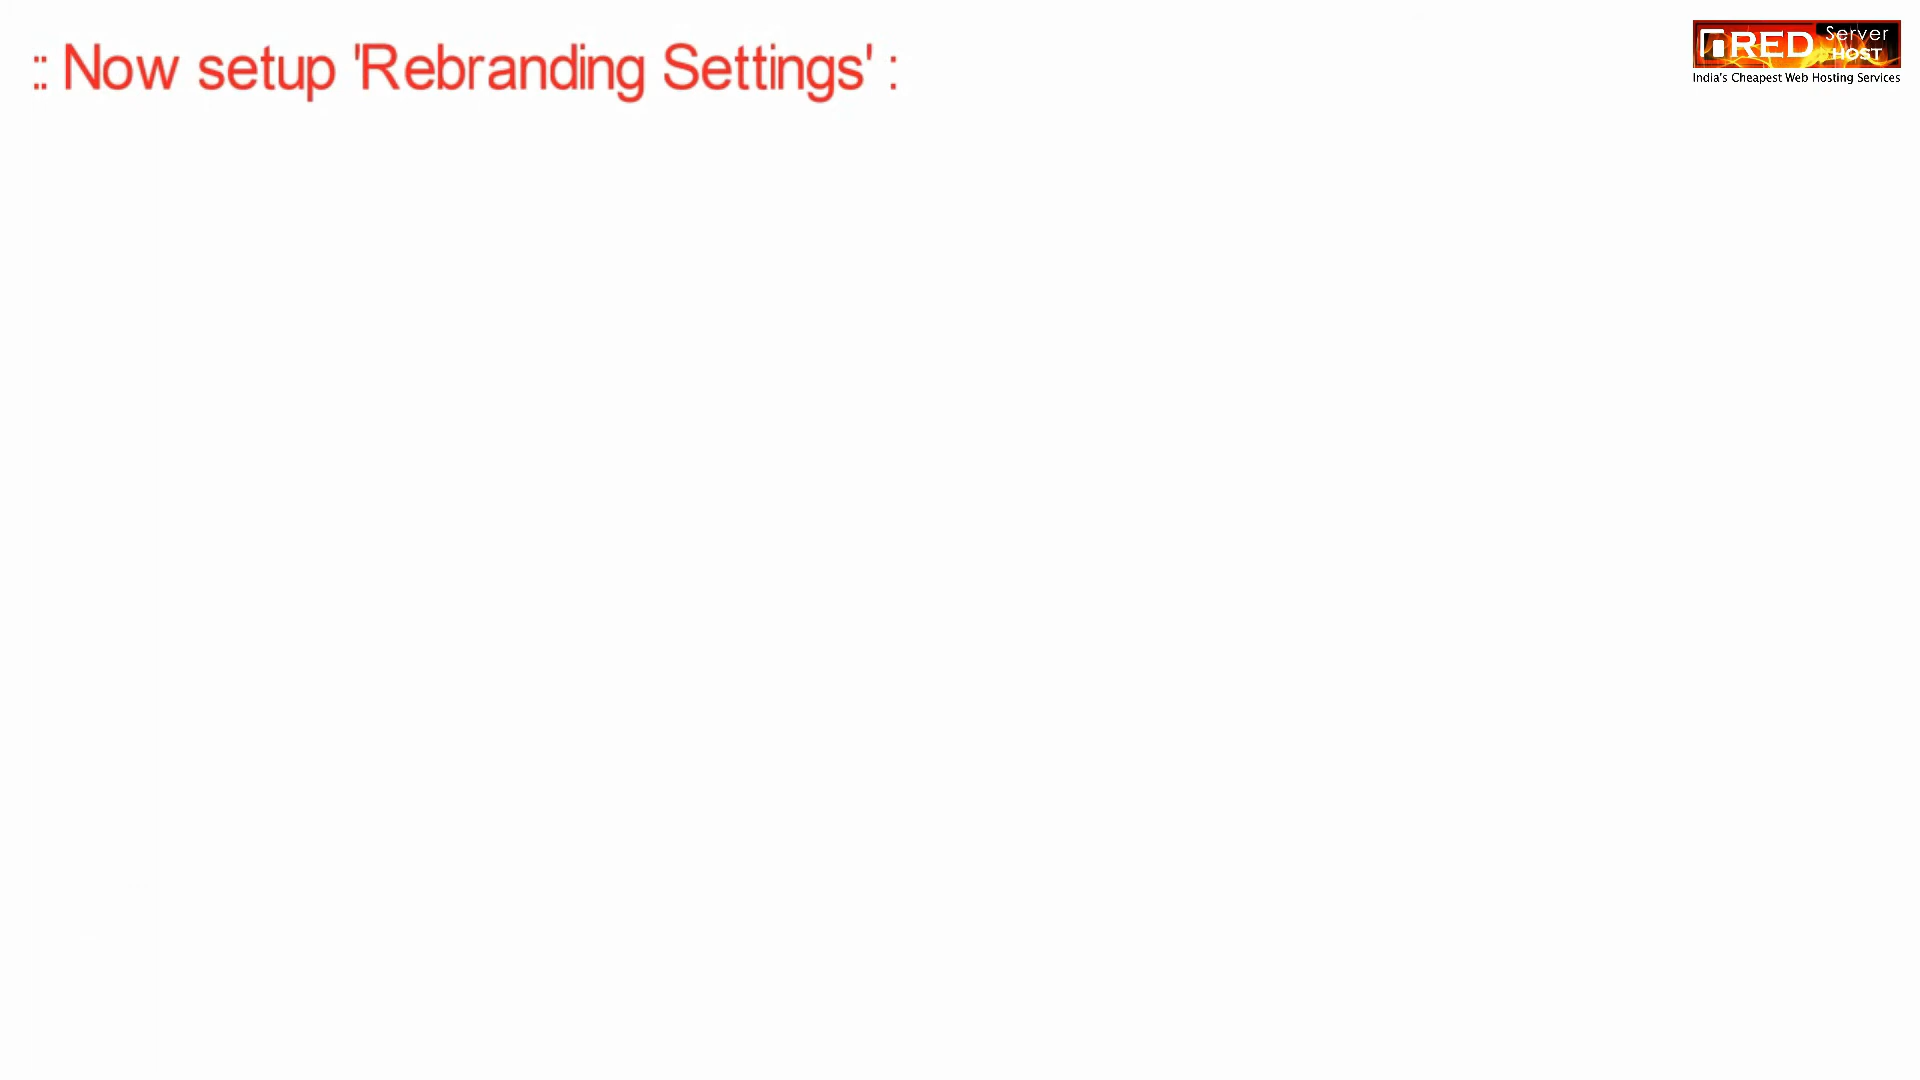 :: Now setup 'Rebranding Settings' :
RED Server HOST
India's Cheapest Web Hosting Services